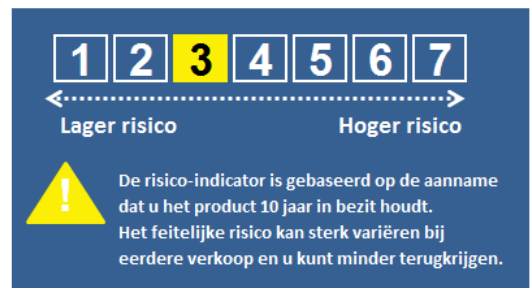 1 2 3 4 5 6 7
Lager risico Hoger risico
!
De risico-indicator is gebaseerd op de aanname
dat u het product 10 jaar in bezit houdt.
Het feitelijke risico kan sterk variëren bij
eerdere verkoop en u kunt minder terugkrijgen.